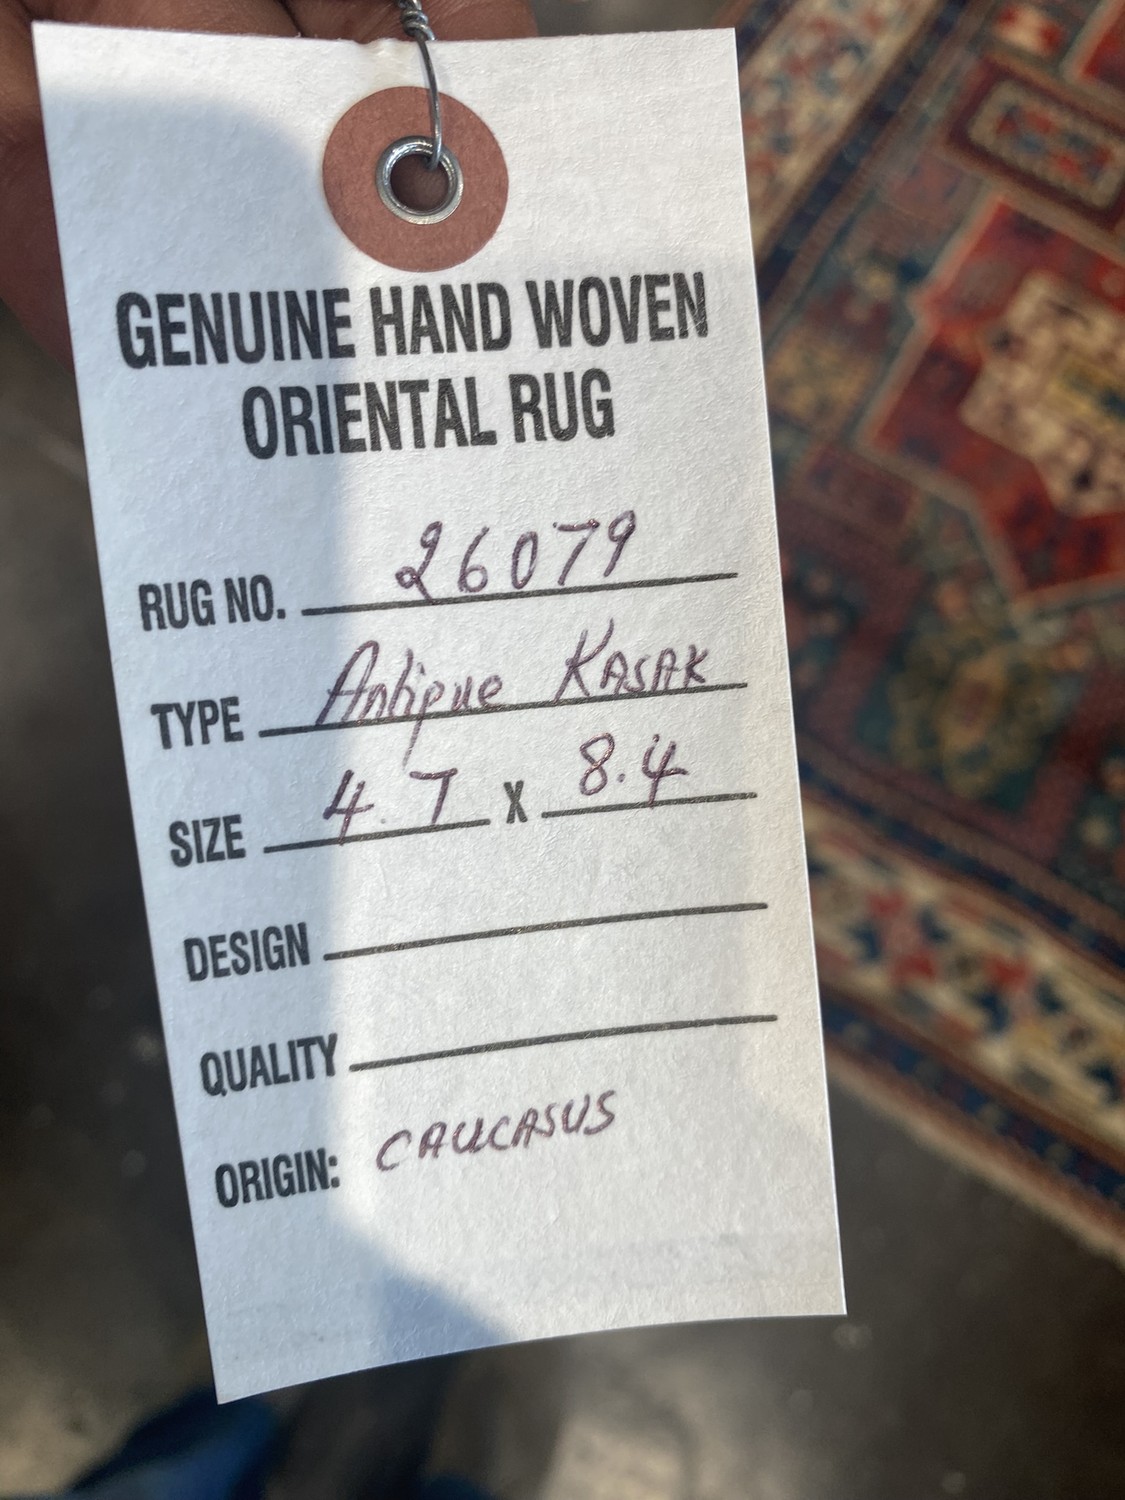 GENUINE HAND WOVEN
ORIENTAL RUG
RUG NO. 26079
TYPE Antique KASAK
SIZE 4.7 X 8.4
DESIGN
QUALITY
ORIGIN: CAUCASUS